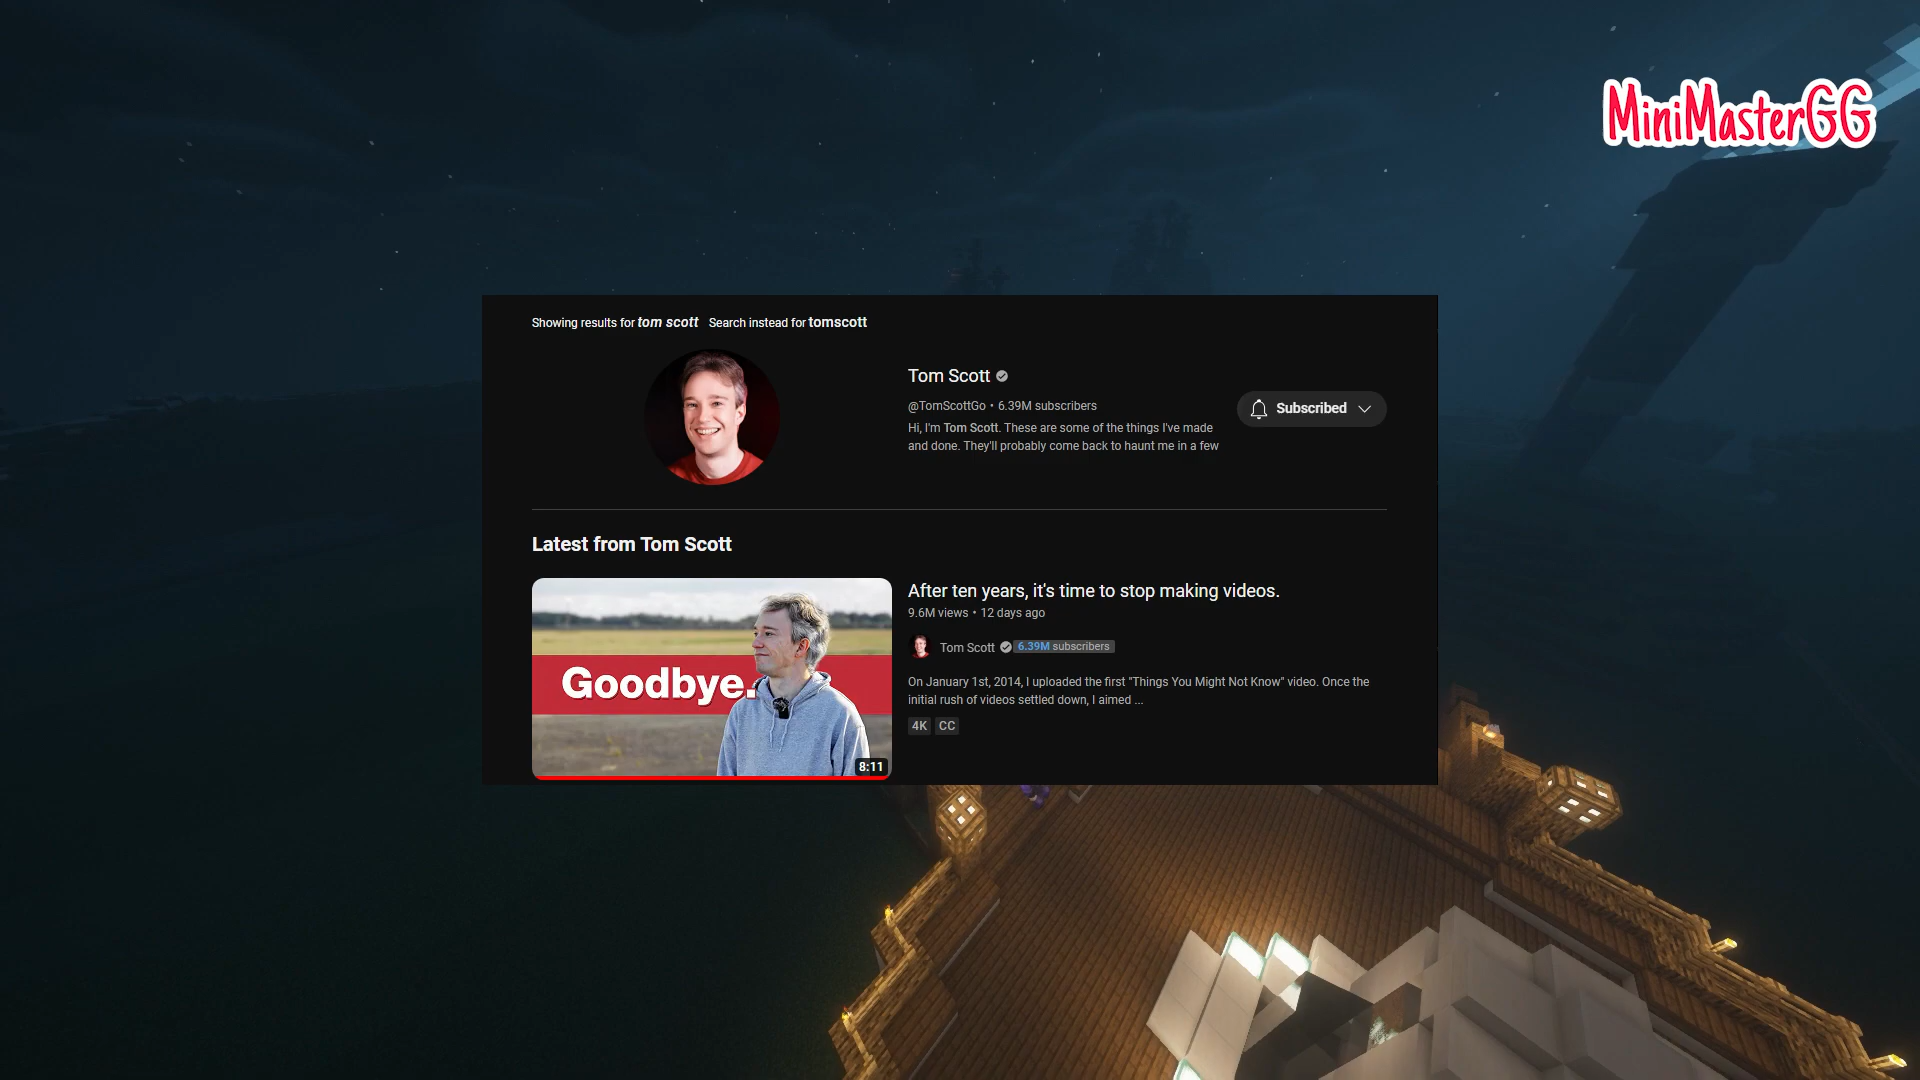 MiniMasterGG
Showing results for tom scott Search instead for tomscott
Tom Scott
@TomScottGo • 6.39M subscribers
Hi, I'm Tom Scott. These are some of the things I've made
and done. They'll probably come back to haunt me in a few
Subscribed
Latest from Tom Scott
Goodbye.
8:11
After ten years, it's time to stop making videos.
9.6M views • 12 days ago
Tom Scott 6.39M subscribers
On January 1st, 2014, I uploaded the first "Things You Might Not Know" video. Once the
initial rush of videos settled down, I aimed ...
4K CC